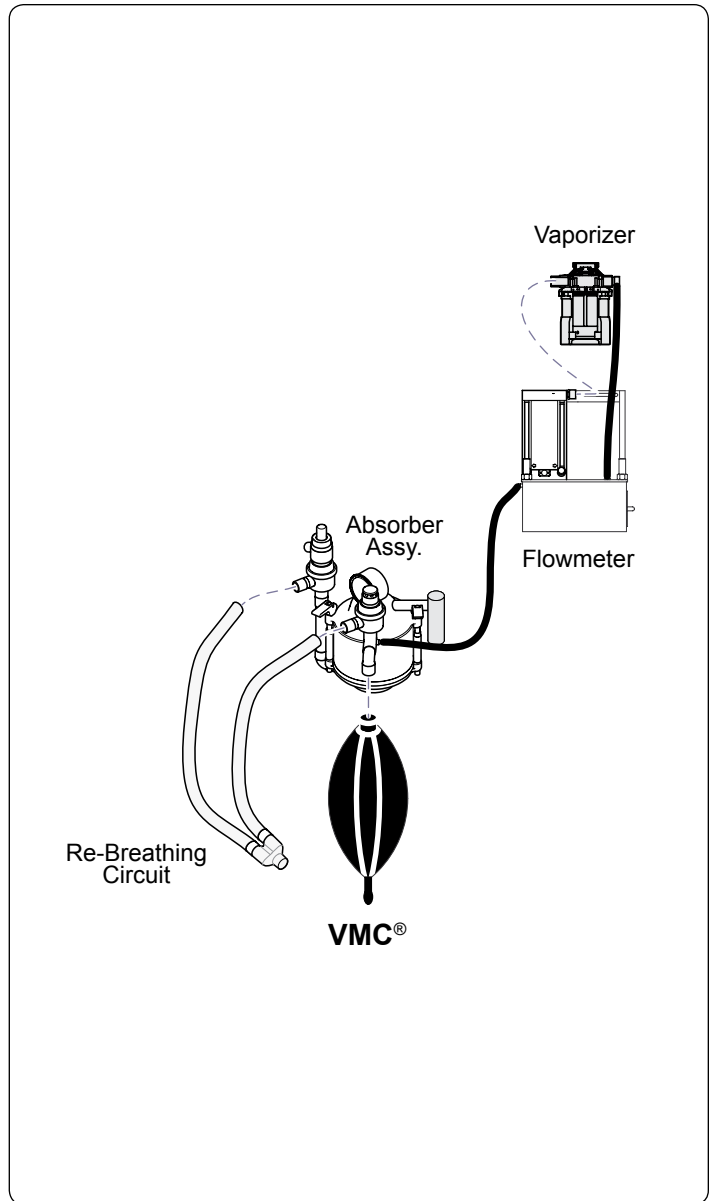 Vaporizer
Absorber
Assy.
Flowmeter
Re-Breathing
Circuit
VMC®